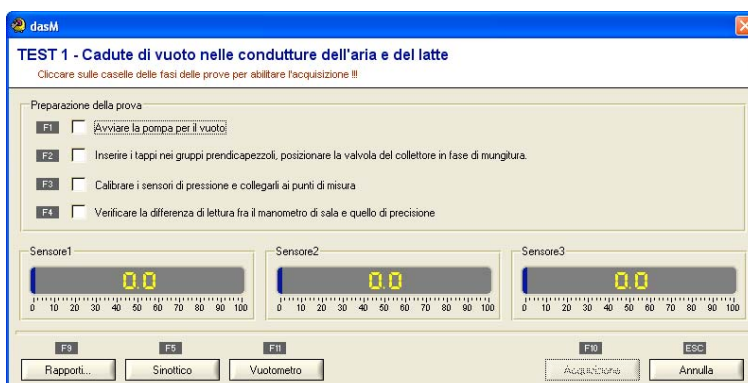 dasM
TEST 1 - Cadute di vuoto nelle condutture dell'aria e del latte
Cliccare sulle caselle delle fasi delle prove per abilitare l'acquisizione !!!
Preparazione della prova
F1 Avviare la pompa per il vuoto
F2 Inserire i tappi nei gruppi prendicapezzoli, posizionare la valvola del collettore in fase di mungitura.
F3 Calibrare i sensori di pressione e collegarli ai punti di misura
F4 Verificare la differenza di lettura fra il manometro di sala e quello di precisione
Sensore1 Sensore2 Sensore3
0.0 0.0 0.0
0 10 20 30 40 50 60 70 80 90 100 0 10 20 30 40 50 60 70 80 90 100 0 10 20 30 40 50 60 70 80 90 100
F9 F5 F11 F10 ESC
Rapporti... Sinottico Vuotometro Acquisizione Annulla